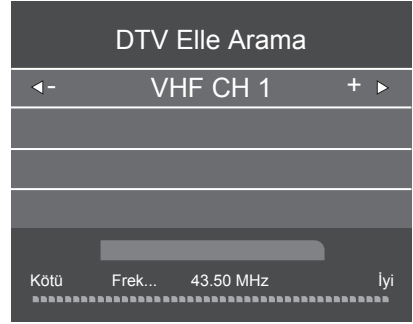 DTV Elle Arama
- VHF CH 1 +
Kötü Frek... 43.50 MHz İyi